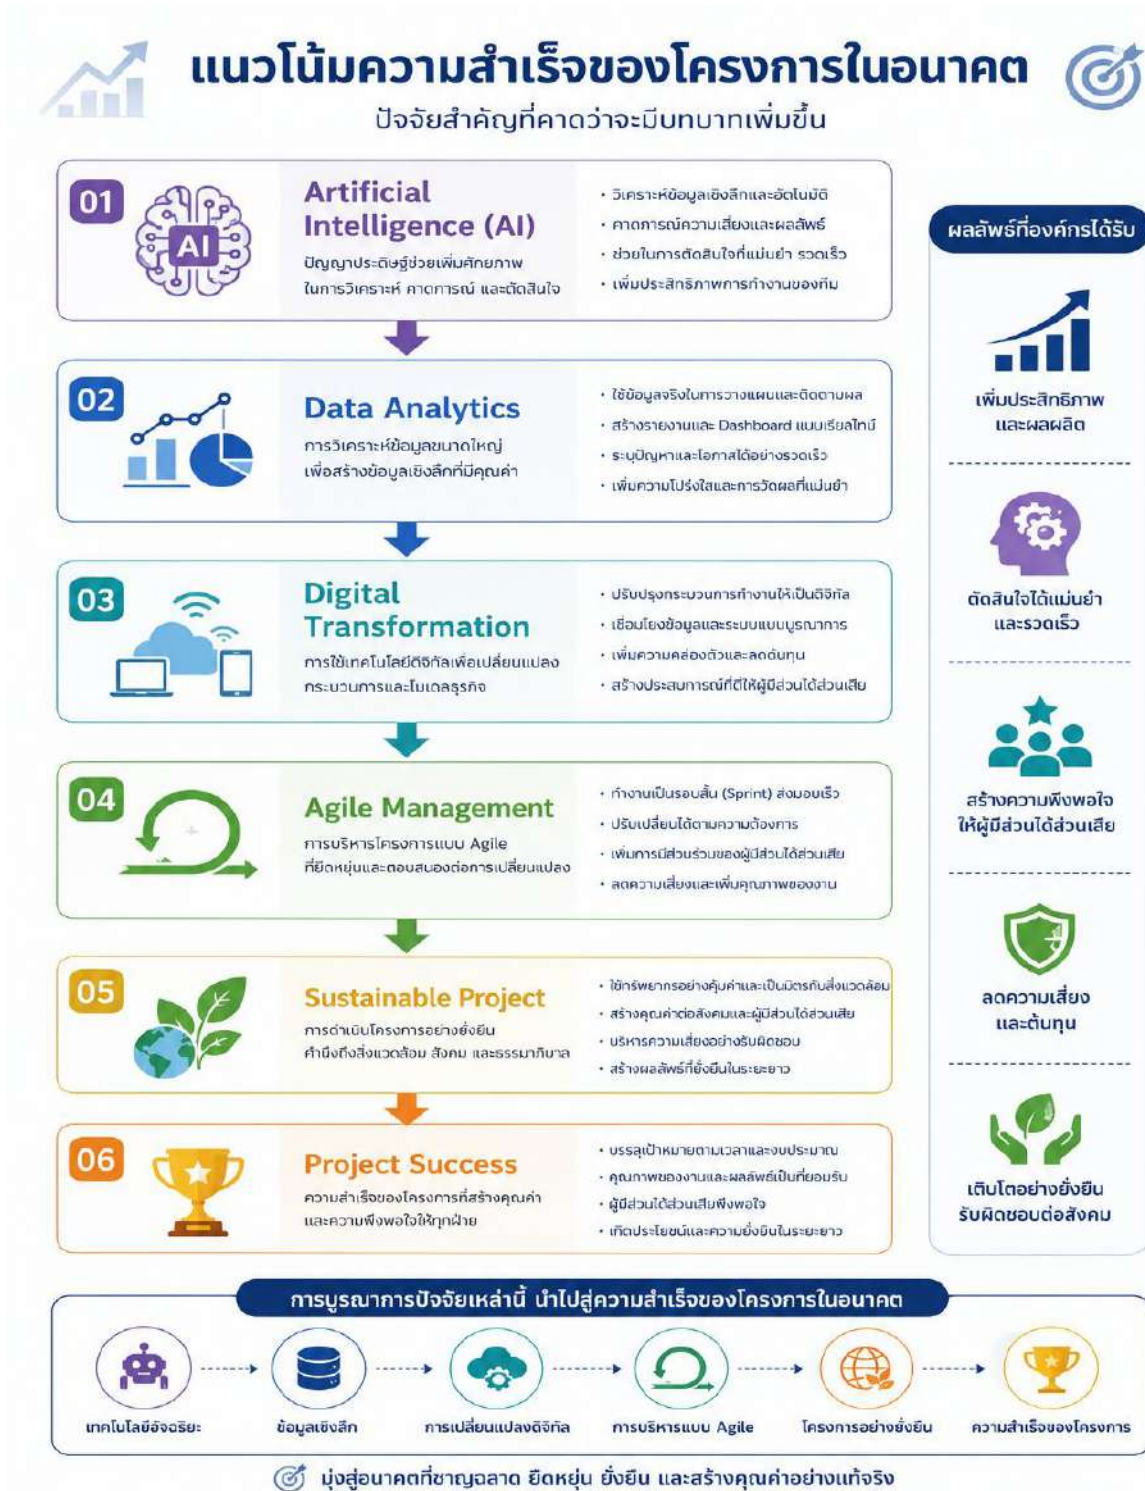 แนวโน้มความสำเร็จของโครงการในอนาคต
ปัจจัยสำคัญที่คาดว่าจะมีบทบาทเพิ่มขึ้น
01
AI
Artificial
Intelligence (AI)
ปัญญาประดิษฐ์ช่วยเพิ่มศักยภาพ
ในการวิเคราะห์ คาดการณ์ และตัดสินใจ
• วิเคราะห์ข้อมูลเชิงลึกและอัตโนมัติ
• คาดการณ์ความเสี่ยงและผลลัพธ์
• ช่วยในการตัดสินใจที่แม่นยำ รวดเร็ว
• เพิ่มประสิทธิภาพการทำงานของทีม
02
Data Analytics
การวิเคราะห์ข้อมูลขนาดใหญ่
เพื่อสร้างข้อมูลเชิงลึกที่มีคุณค่า
• ใช้ข้อมูลจริงในการวางแผนและติดตามผล
• สร้างรายงานและ Dashboard แบบเรียลไทม์
• ระบุปัญหาและโอกาสได้อย่างรวดเร็ว
• เพิ่มความโปร่งใสและการวัดผลที่แม่นยำ
03
Digital
Transformation
การใช้เทคโนโลยีดิจิทัลเพื่อเปลี่ยนแปลง
กระบวนการและโมเดลธุรกิจ
• ปรับปรุงกระบวนการทำงานให้เป็นดิจิทัล
• เชื่อมโยงข้อมูลและระบบแบบบูรณาการ
• เพิ่มความคล่องตัวและลดต้นทุน
• สร้างประสบการณ์ที่ดีให้ผู้มีส่วนได้ส่วนเสีย
04
Agile Management
การบริหารโครงการแบบ Agile
ที่ยืดหยุ่นและตอบสนองต่อการเปลี่ยนแปลง
• ทำงานเป็นรอบสั้น (Sprint) ส่งมอบเร็ว
• ปรับเปลี่ยนได้ตามความต้องการ
• เพิ่มการมีส่วนร่วมของผู้มีส่วนได้ส่วนเสีย
• ลดความเสี่ยงและเพิ่มคุณภาพของงาน
05
Sustainable Project
การดำเนินโครงการอย่างยั่งยืน
คำนึงถึงสิ่งแวดล้อม สังคม และธรรมาภิบาล
• ใช้ทรัพยากรอย่างคุ้มค่าและเป็นมิตรกับสิ่งแวดล้อม
• สร้างคุณค่าต่อสังคมและผู้มีส่วนได้ส่วนเสีย
• บริหารความเสี่ยงอย่างรับผิดชอบ
• สร้างผลลัพธ์ที่ยั่งยืนในระยะยาว
06
Project Success
ความสำเร็จของโครงการที่สร้างคุณค่า
และความพึงพอใจให้ทุกฝ่าย
• บรรลุเป้าหมายตามเวลาและงบประมาณ
• คุณภาพของงานและผลลัพธ์เป็นที่ยอมรับ
• ผู้มีส่วนได้ส่วนเสียพึงพอใจ
• เกิดประโยชน์และความยั่งยืนในระยะยาว
ผลลัพธ์ที่องค์กรได้รับ
เพิ่มประสิทธิภาพ
และผลผลิต
ตัดสินใจได้แม่นยำ
และรวดเร็ว
สร้างความพึงพอใจ
ให้ผู้มีส่วนได้ส่วนเสีย
ลดความเสี่ยง
และต้นทุน
เติบโตอย่างยั่งยืน
รับผิดชอบต่อสังคม
การบูรณาการปัจจัยเหล่านี้ นำไปสู่ความสำเร็จของโครงการในอนาคต
เทคโนโลยีอัจฉริยะ
ข้อมูลเชิงลึก
การเปลี่ยนแปลงดิจิทัล
การบริหารแบบ Agile
โครงการอย่างยั่งยืน
ความสำเร็จของโครงการ
มุ่งสู่อนาคตที่ชาญฉลาด ยืดหยุ่น ยั่งยืน และสร้างคุณค่าอย่างแท้จริง